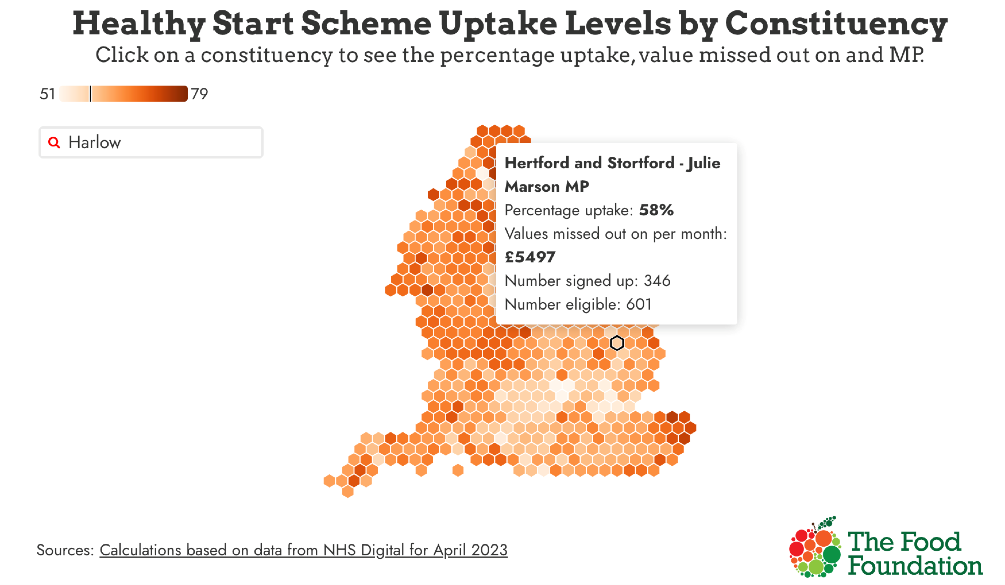 Healthy Start Scheme Uptake Levels by Constituency
Click on a constituency to see the percentage uptake, value missed out on and MP.
51 79
Harlow
Hertford and Stortford - Julie
Marson MP
Percentage uptake: 58%
Values missed out on per month:
£5497
Number signed up: 346
Number eligible: 601
Sources: Calculations based on data from NHS Digital for April 2023
The Food
Foundation